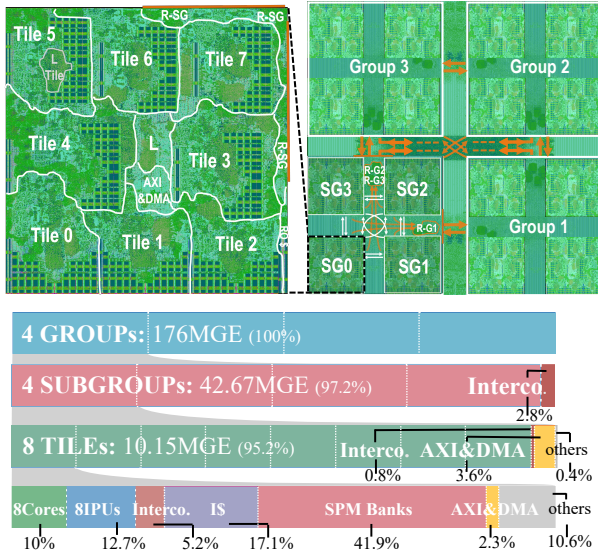 R-SG
Tile 5
Tile 6
Tile 7
L
Tile
Tile 4
L
Tile 3
R-SG
AXI
&DMA
Tile 0
Tile 1
Tile 2
Group 3
Group 2
R-G2
R-G3
SG3
SG2
R-G1
Group 1
SG0
SG1
4 GROUPs: 176MGE (100%)
4 SUBGROUPs: 42.67MGE (97.2%)
Interco.
2.8%
8 TILEs: 10.15MGE (95.2%)
Interco.
AXI&DMA
others
0.8%
3.6%
0.4%
8Cores
8IPUs
Interco.
I$
SPM Banks
AXI&DMA
others
10%
12.7%
5.2%
17.1%
41.9%
2.3%
10.6%